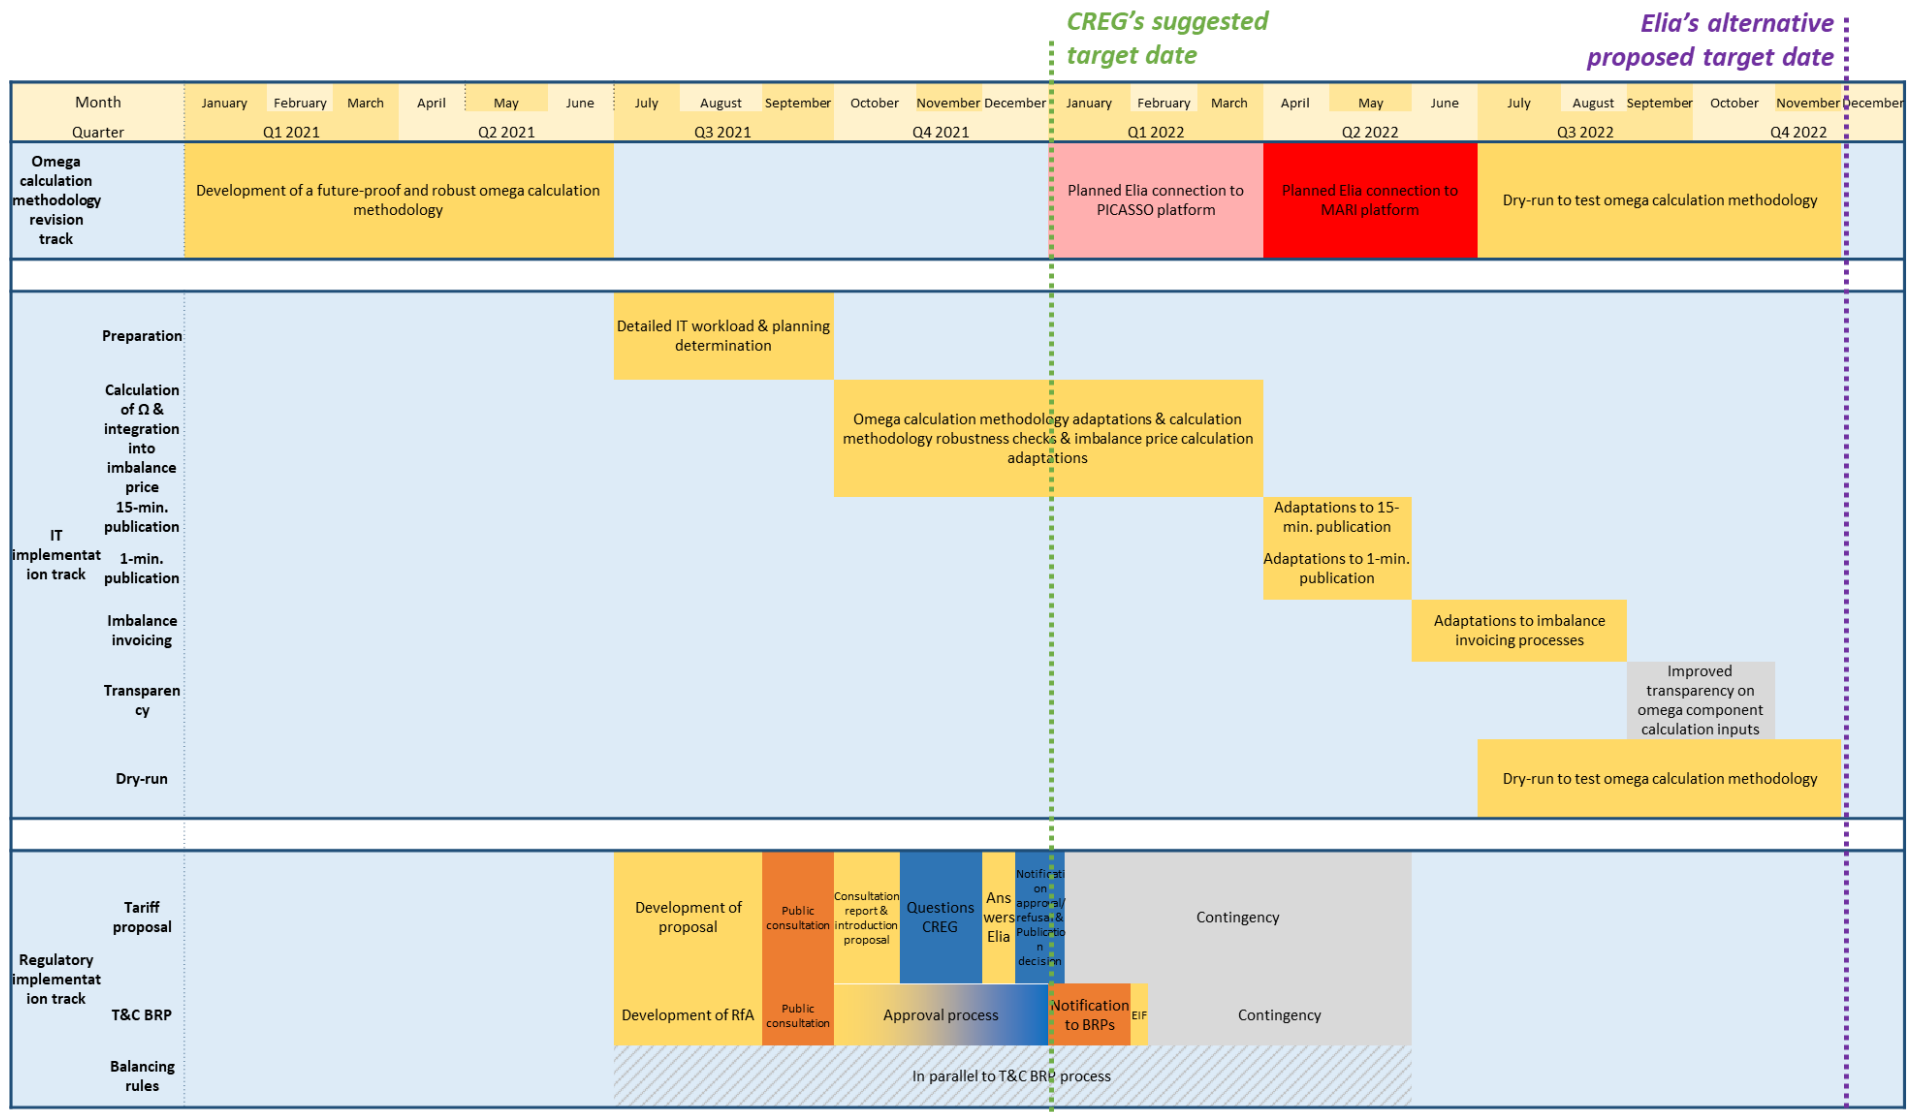 CREG's suggested
target date
Elia's alternative
proposed target date
Month January February March April May June July August September October November December January February March April May June July August September October November December
Quarter Q1 2021 Q2 2021 Q3 2021 Q4 2021 Q1 2022 Q2 2022 Q3 2022 Q4 2022
Omega
calculation
methodology
revision
track
Development of a future-proof and robust omega calculation
methodology
Planned Elia connection to
PICASSO platform
Planned Elia connection to
MARI platform
Dry-run to test omega calculation methodology
IT
implementat
ion track
Preparation
Detailed IT workload & planning
determination
Calculation
of Ω &
integration
into
imbalance
price
Omega calculation methodology adaptations & calculation
methodology robustness checks & imbalance price calculation
adaptations
15-min.
publication
Adaptations to 15-
min. publication
1-min.
publication
Adaptations to 1-min.
publication
Imbalance
invoicing
Adaptations to imbalance
invoicing processes
Transparen
cy
Improved
transparency on
omega component
calculation inputs
Dry-run
Dry-run to test omega calculation methodology
Regulatory
implementat
ion track
Tariff
proposal
Development of
proposal
Public
consultation
Consultation
report &
introduction
proposal
Questions
CREG
Ans
wers
Elia
Notificati
on
approval/
refusal &
Publicatio
n
decision
Contingency
T&C BRP
Development of RfA
Public
consultation
Approval process
Notification
to BRPs
EIF
Contingency
Balancing
rules
In parallel to T&C BRP process